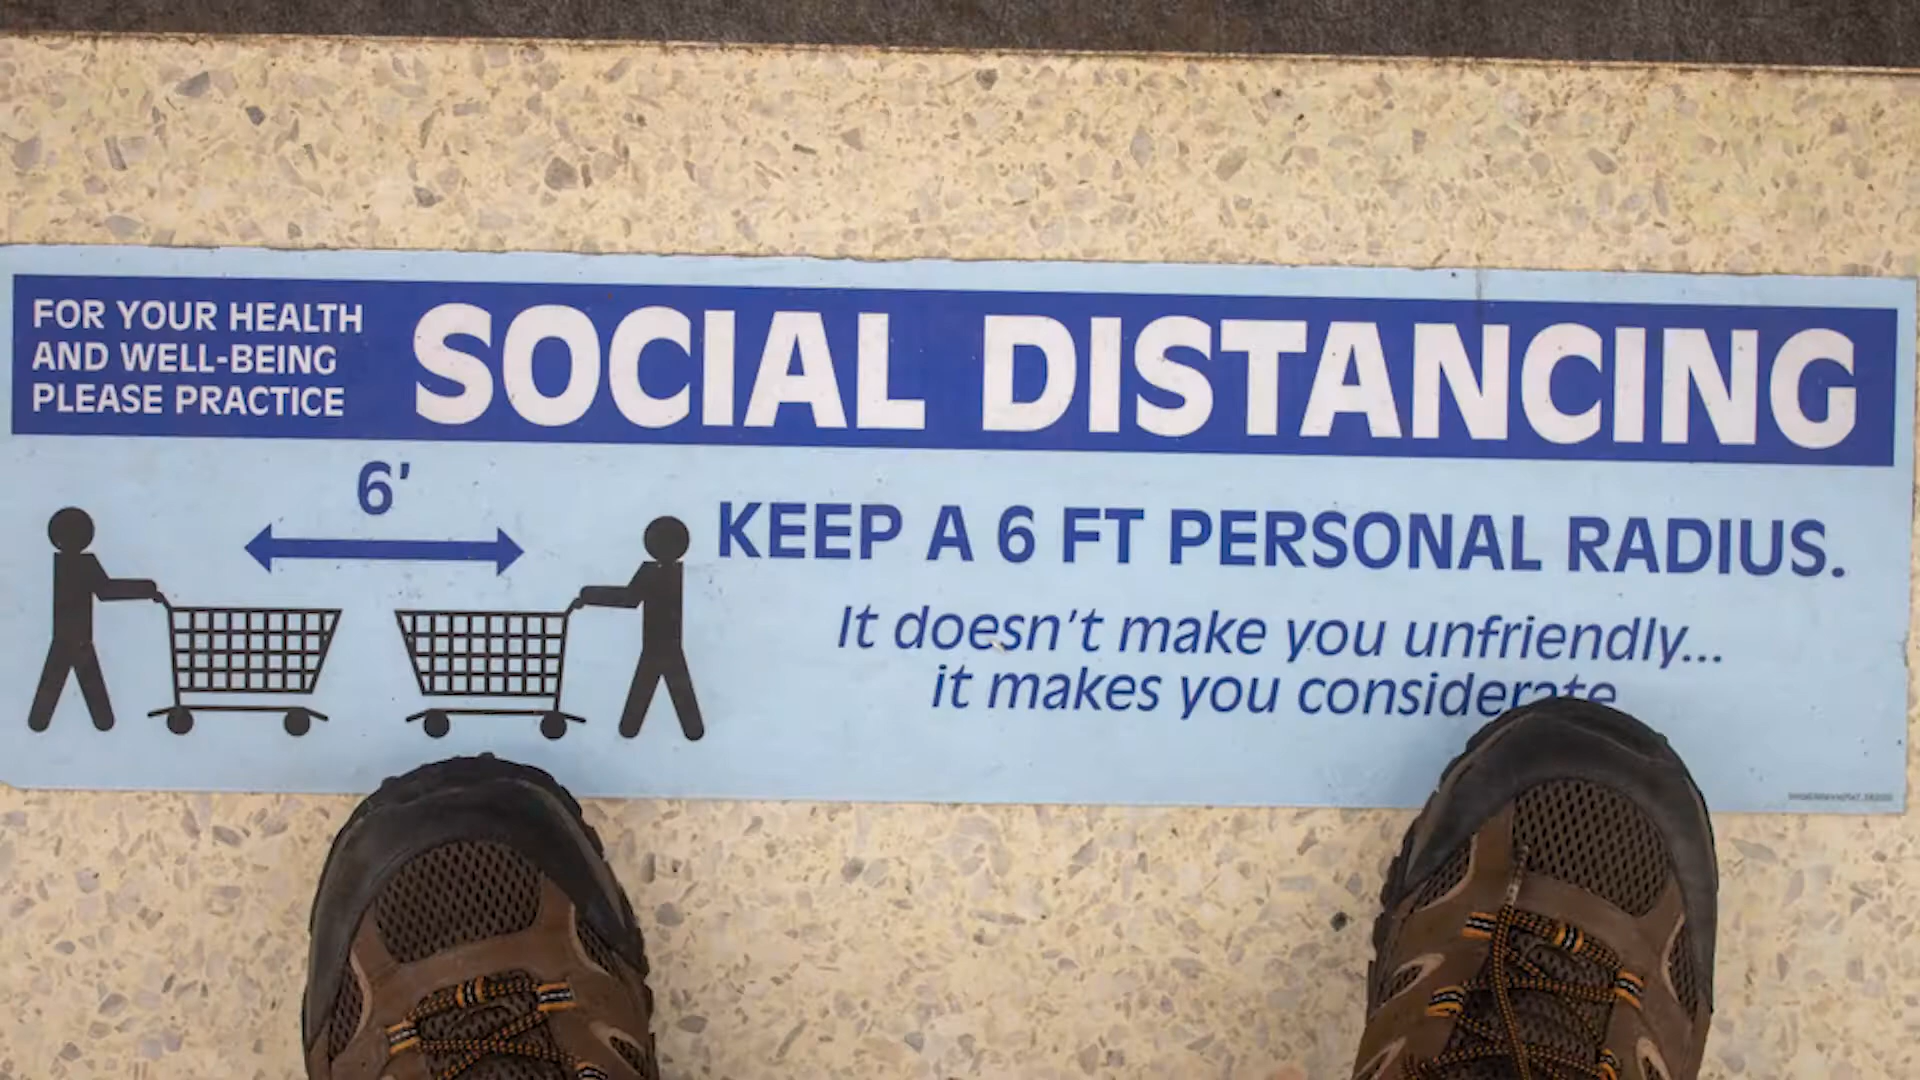 FOR YOUR HEALTH
AND WELL-BEING
PLEASE PRACTICE
SOCIAL DISTANCING
6'
KEEP A 6 FT PERSONAL RADIUS.
It doesn't make you unfriendly...
it makes you considerate